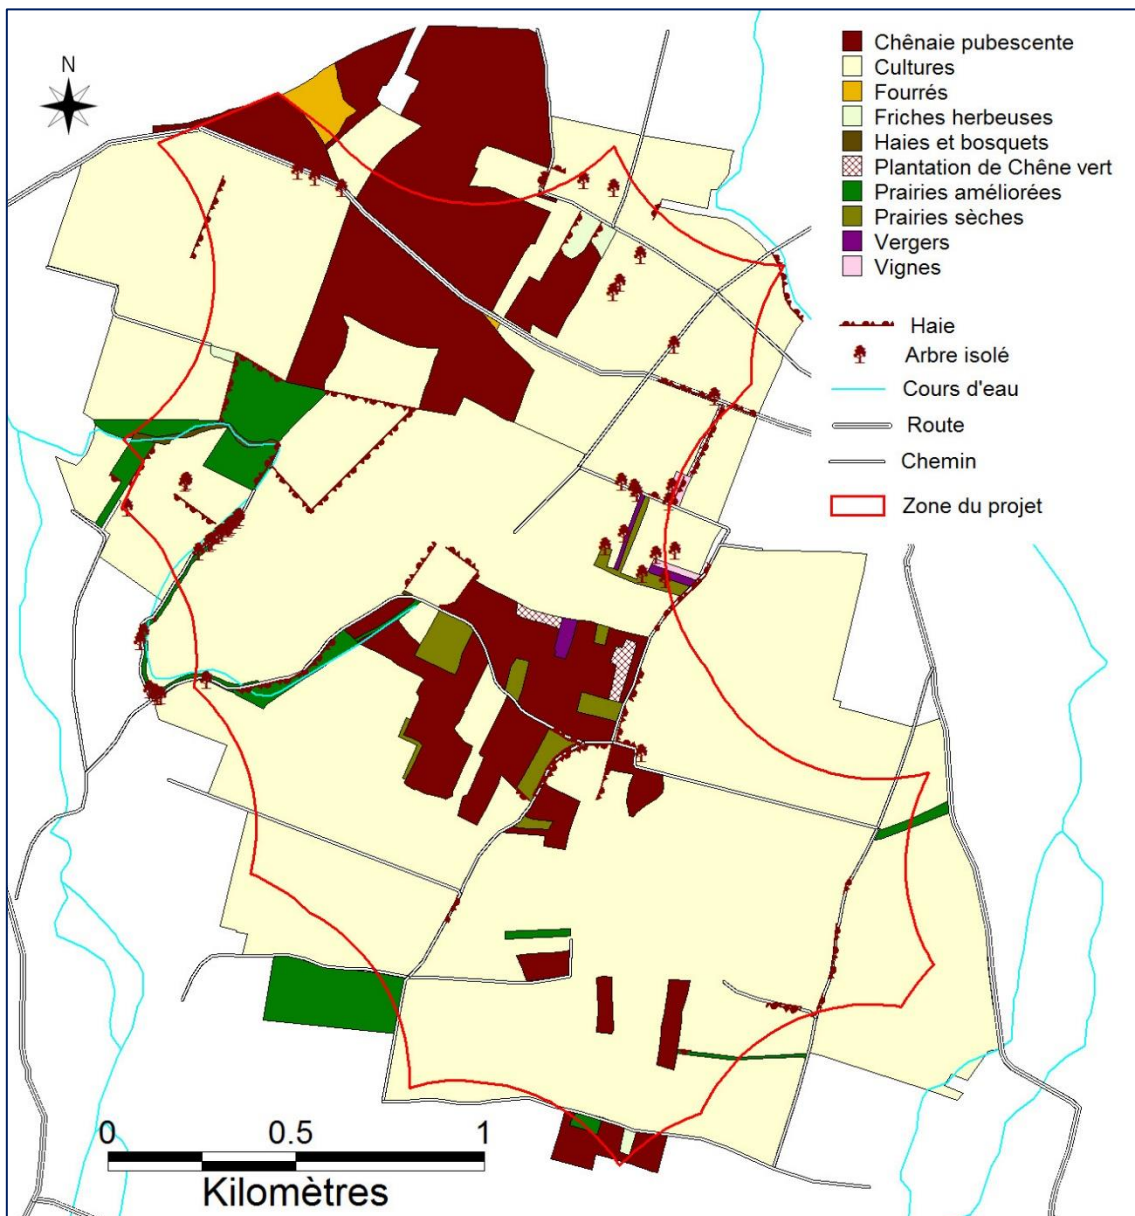 N
Chênaie pubescente
Cultures
Fourrés
Friches herbeuses
Haies et bosquets
Plantation de Chêne vert
Prairies améliorées
Prairies sèches
Vergers
Vignes
Haie
Arbre isolé
Cours d'eau
Route
Chemin
Zone du projet
0 0.5 1
Kilomètres